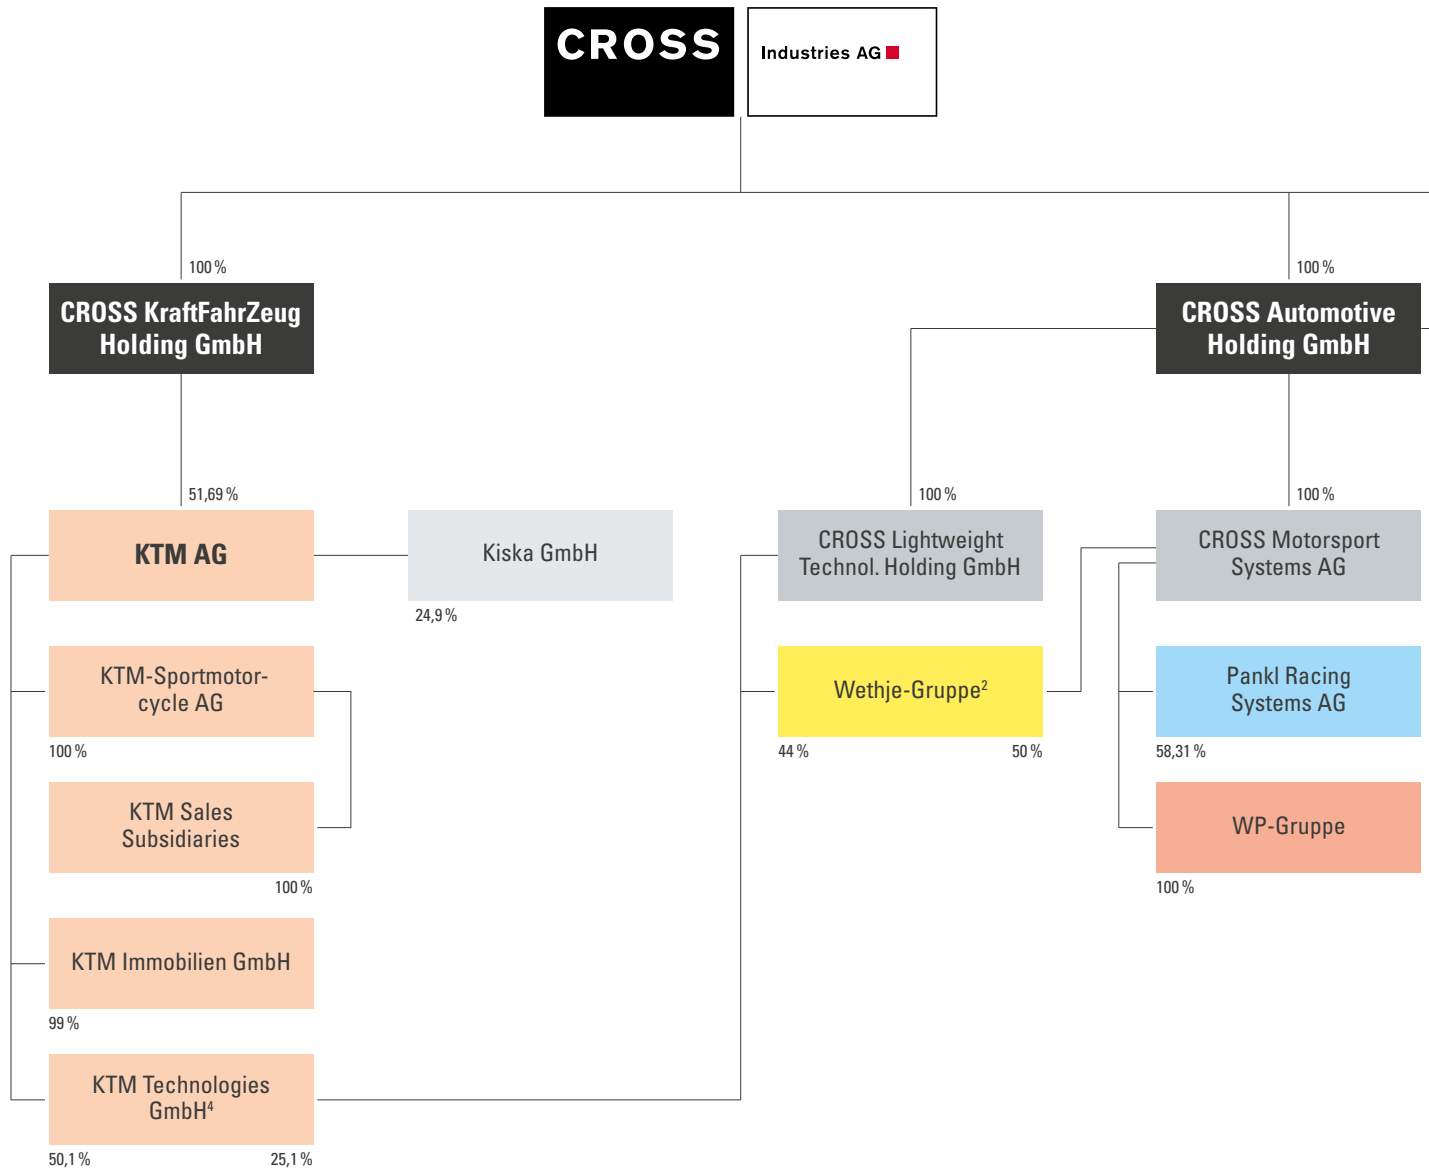 CROSS
Industries AG
100 %
100 %
CROSS KraftFahrZeug
Holding GmbH
CROSS Automotive
Holding GmbH
51,69 %
100 %
100 %
KTM AG
Kiska GmbH
24,9 %
CROSS Lightweight
Technol. Holding GmbH
CROSS Motorsport
Systems AG
KTM-Sportmotor-
cycle AG
100 %
Wethje-Gruppe²
44 %
50 %
Pankl Racing
Systems AG
58,31 %
KTM Sales
Subsidiaries
100 %
WP-Gruppe
100 %
KTM Immobilien GmbH
99 %
KTM Technologies
GmbH⁴
50,1 %
25,1 %